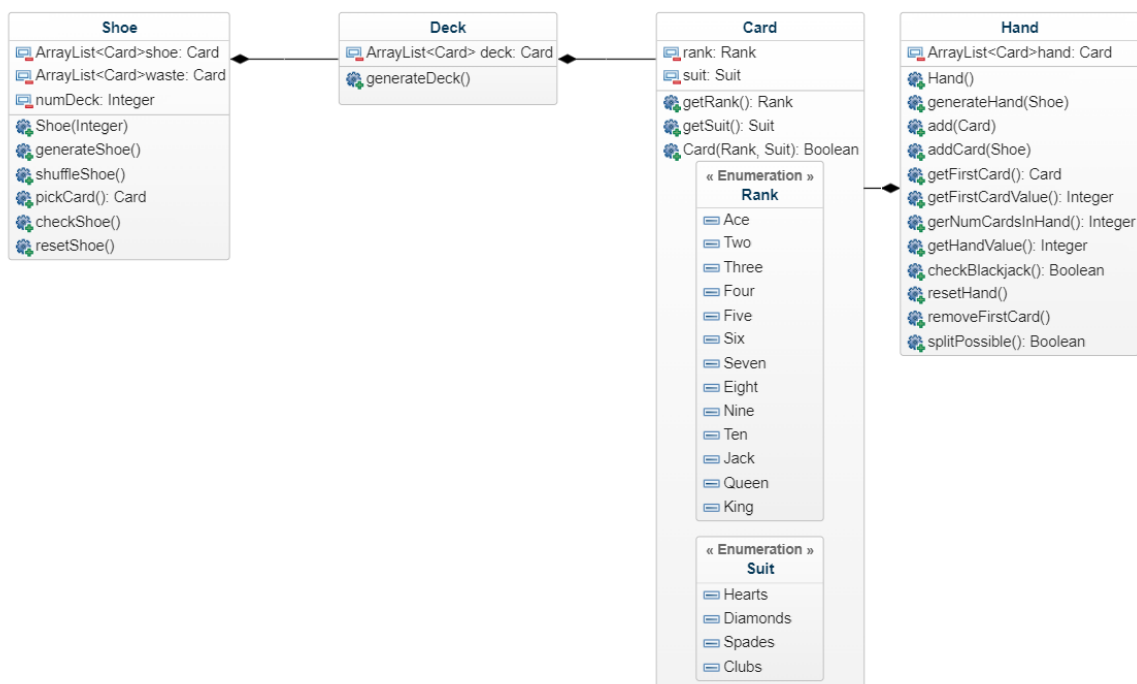 Shoe
ArrayList<Card>shoe: Card
ArrayList<Card>waste: Card
numDeck: Integer
Shoe(Integer)
generateShoe()
shuffleShoe()
pickCard(): Card
checkShoe()
resetShoe()
Deck
ArrayList<Card> deck: Card
generateDeck()
Card
rank: Rank
suit: Suit
getRank(): Rank
getSuit(): Suit
Card(Rank, Suit): Boolean
« Enumeration »
Rank
Ace
Two
Three
Four
Five
Six
Seven
Eight
Nine
Ten
Jack
Queen
King
« Enumeration »
Suit
Hearts
Diamonds
Spades
Clubs
Hand
ArrayList<Card>hand: Card
Hand()
generateHand(Shoe)
add(Card)
addCard(Shoe)
getFirstCard(): Card
getFirstCardValue(): Integer
gerNumCardsInHand(): Integer
getHandValue(): Integer
checkBlackjack(): Boolean
resetHand()
removeFirstCard()
splitPossible(): Boolean